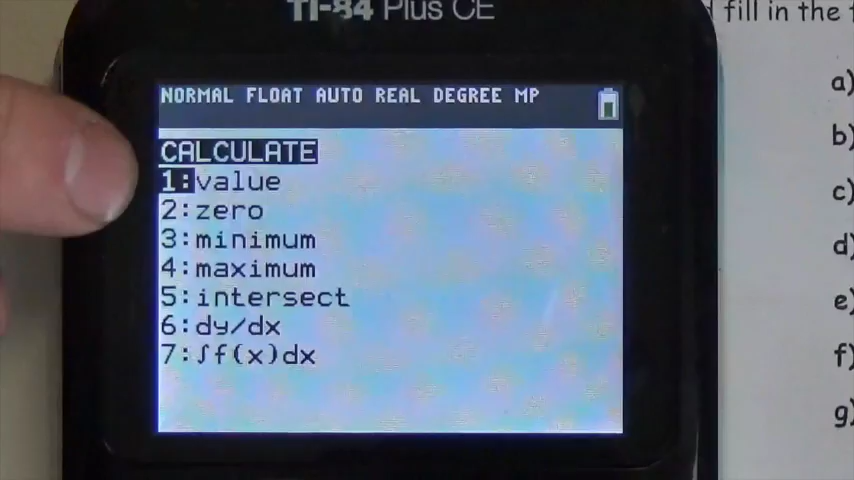 TI-84 Plus CE
fill in the
NORMAL FLOAT AUTO REAL DEGREE MP
CALCULATE
1:value
2:zero
3:minimum
4:maximum
5:intersect
6:dy/dx
7:∫f(x)dx
a)
b)
c)
d)
e)
f)
g)